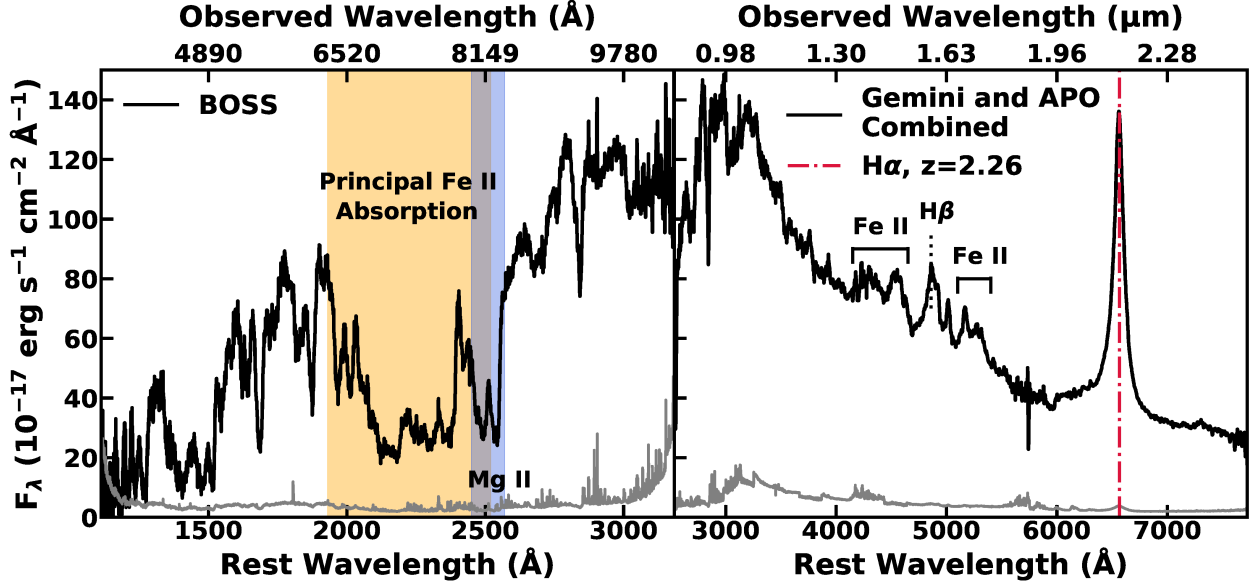 Observed Wavelength (Å)
Observed Wavelength (μm)
4890 6520 8149 9780
0.98 1.30 1.63 1.96 2.28
F_λ (10⁻¹⁷ erg s⁻¹ cm⁻² Å⁻¹)
140
120
100
80
60
40
20
0
BOSS
Principal Fe II
Absorption
Mg II
Gemini and APO
Combined
Hα, z=2.26
Fe II
Hβ
Fe II
1500 2000 2500 3000
3000 4000 5000 6000 7000
Rest Wavelength (Å)
Rest Wavelength (Å)